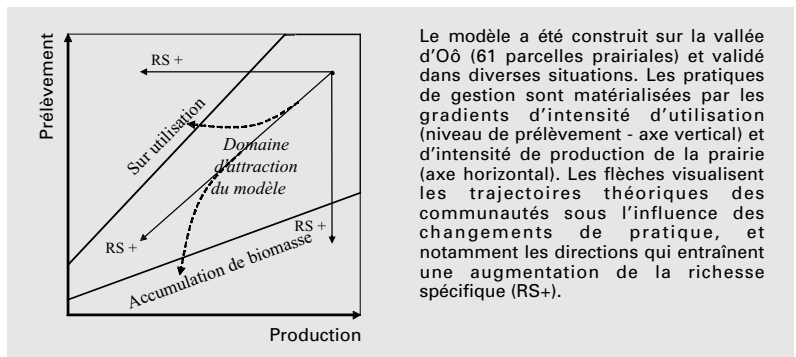 Prélèvement
RS +
Sur utilisation
Domaine
d'attraction
du modèle
RS +
RS +
Accumulation de biomasse
Production
Le modèle a été construit sur la vallée
d'Oô (61 parcelles prairiales) et validé
dans diverses situations. Les pratiques
de gestion sont matérialisées par les
gradients d'intensité d'utilisation
(niveau de prélèvement - axe vertical) et
d'intensité de production de la prairie
(axe horizontal). Les flèches visualisent
les trajectoires théoriques des
communautés sous l'influence des
changements de pratique, et
notamment les directions qui entraînent
une augmentation de la richesse
spécifique (RS+).